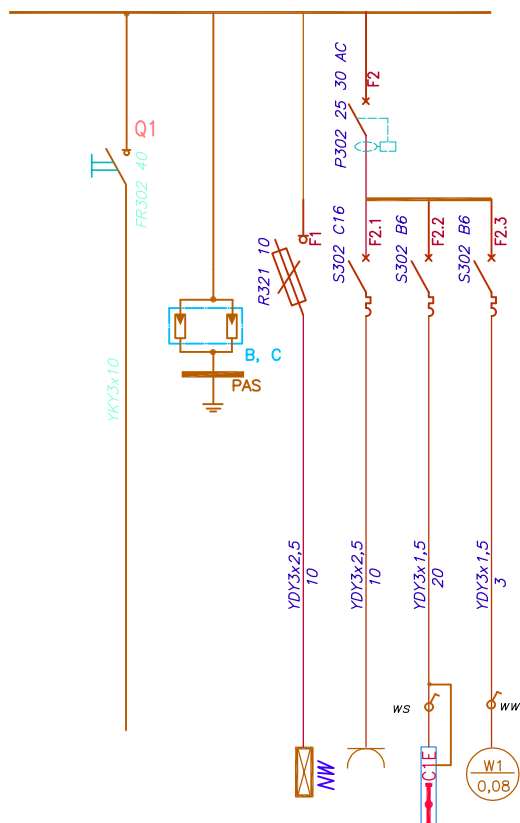 Q1
FR302 40
YKY3x10
B, C
PAS
F1
R321 10
YDY3x2,5
10
NW
F2
P302 25 30 AC
F2.1
S302 C16
YDY3x2,5
10
F2.2
S302 B6
YDY3x1,5
20
ws
C1E
F2.3
S302 B6
YDY3x1,5
3
ww
W1
0,08